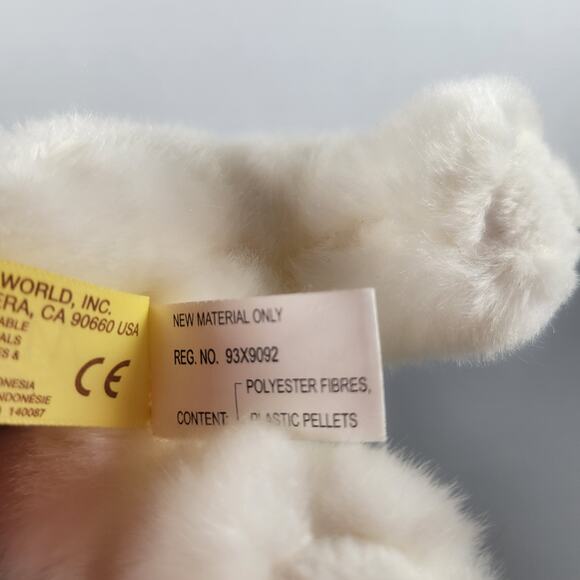 WORLD, INC.
ERA, CA 90660 USA
ABLE
ALS
ES &
CE
ONESIA
INDONÉSIE
) 140087
NEW MATERIAL ONLY
REG. NO. 93X9092
POLYESTER FIBRES,
CONTENT: PLASTIC PELLETS